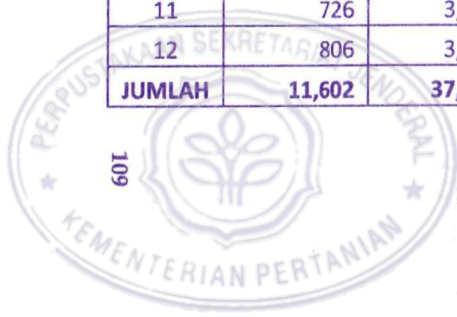 11 726 3,
12 806 3,
JUMLAH 11,602 37,
109
PERPUSTAKAAN SEKRETARIAT JENDERAL
KEMENTERIAN PERTANIAN